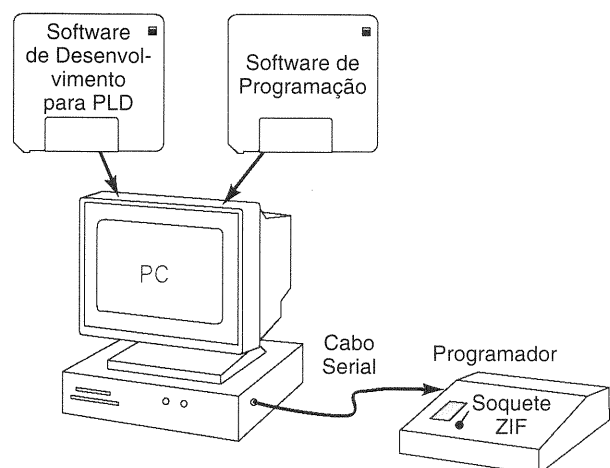 Software
de Desenvol-
vimento
para PLD
Software de
Programação
PC
Cabo
Serial
Programador
Soquete
ZIF